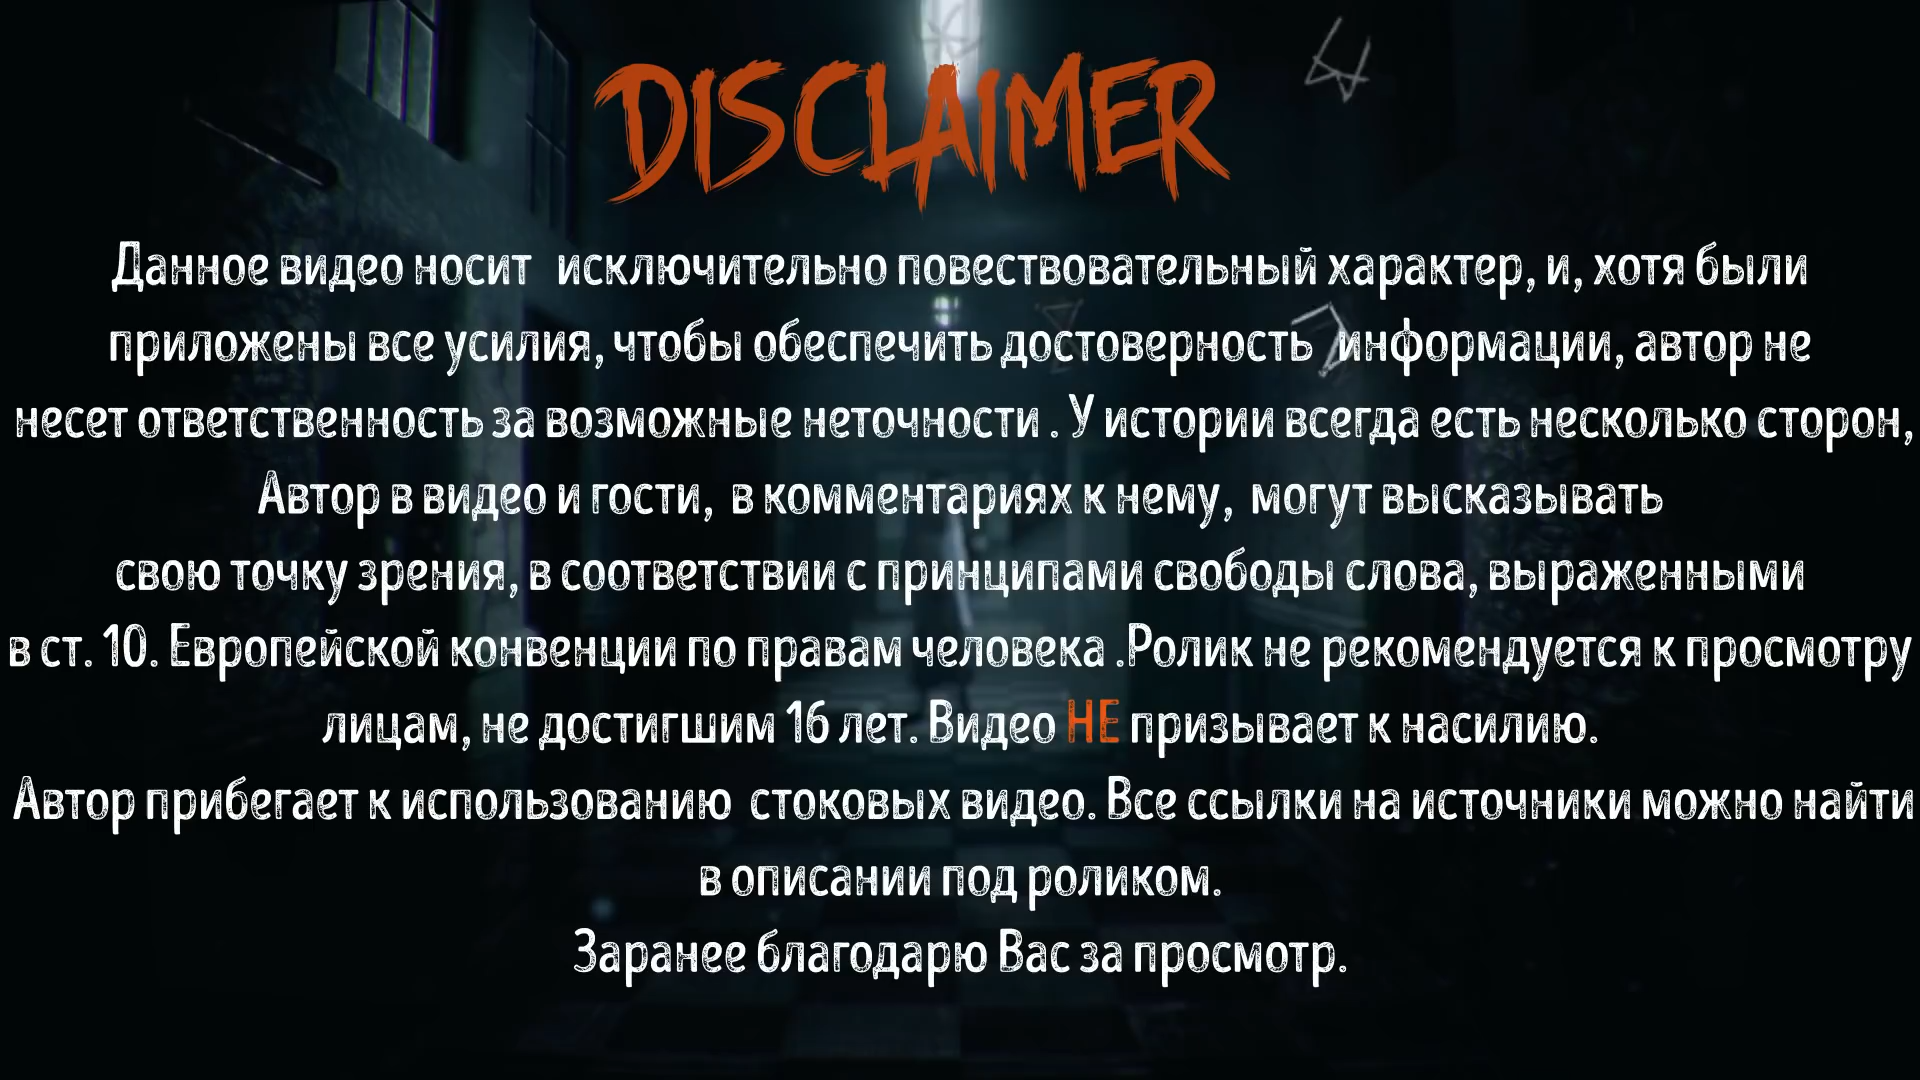 DISCLAIMER
Данное видео носит исключительно повествовательный характер, и, хотя были
приложены все усилия, чтобы обеспечить достоверность информации, автор не
несет ответственность за возможные неточности . У истории всегда есть несколько сторон,
Автор в видео и гости, в комментариях к нему, могут высказывать
свою точку зрения, в соответствии с принципами свободы слова, выраженными
в ст. 10. Европейской конвенции по правам человека .Ролик не рекомендуется к просмотру
лицам, не достигшим 16 лет. Видео НЕ призывает к насилию.
Автор прибегает к использованию стоковых видео. Все ссылки на источники можно найти
в описании под роликом.
Заранее благодарю Вас за просмотр.